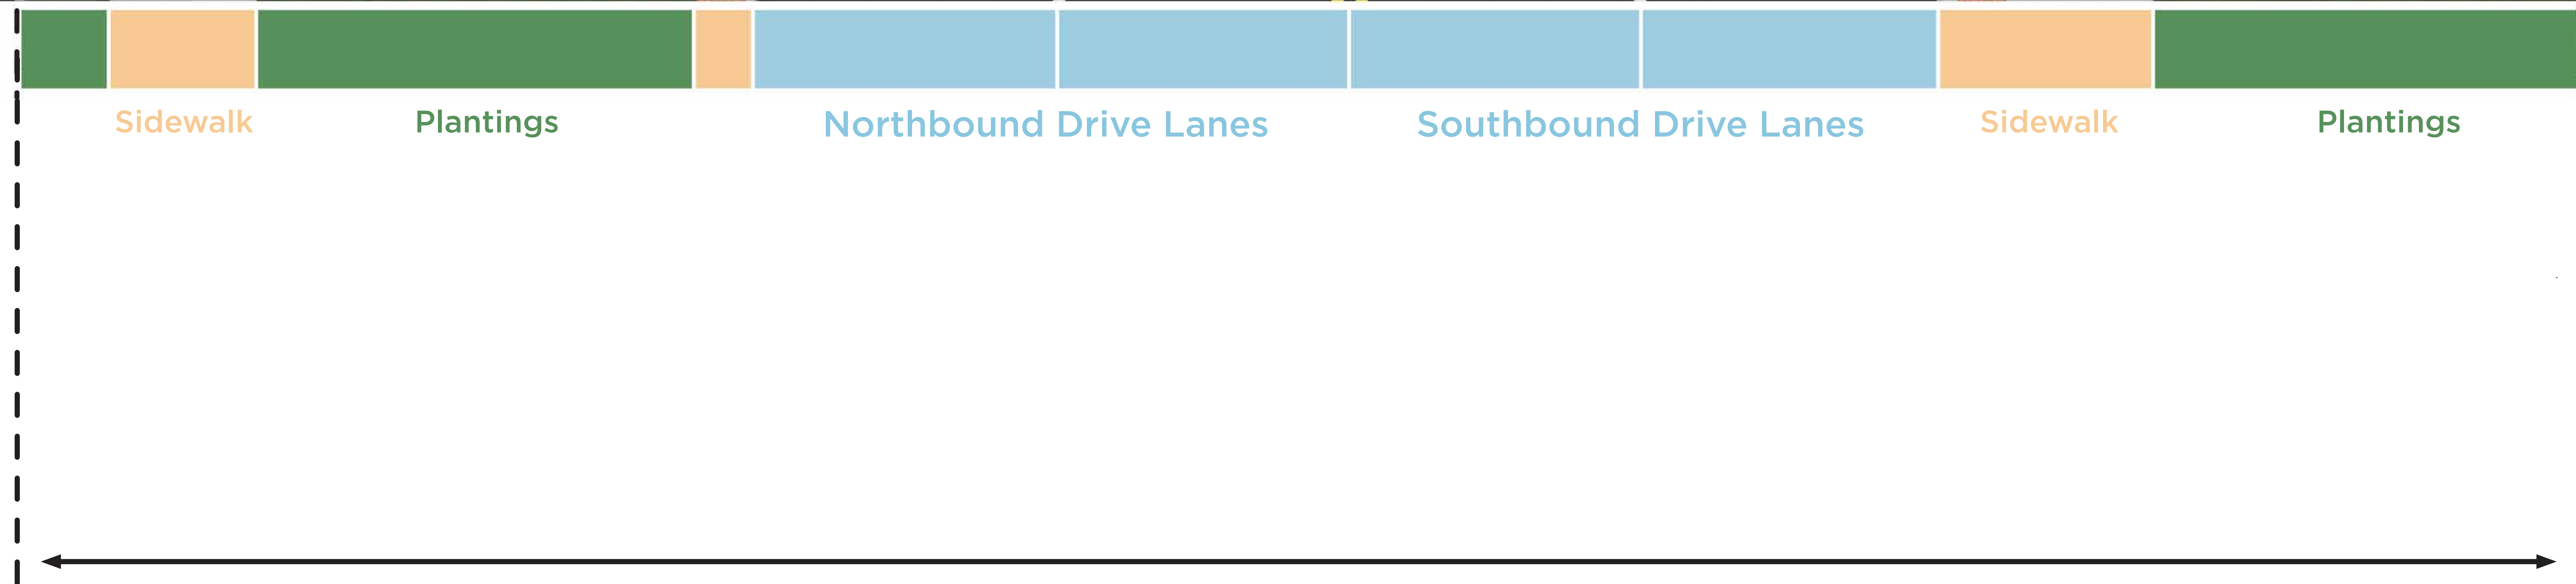 Sidewalk
Plantings
Northbound Drive Lanes
Southbound Drive Lanes
Sidewalk
Plantings